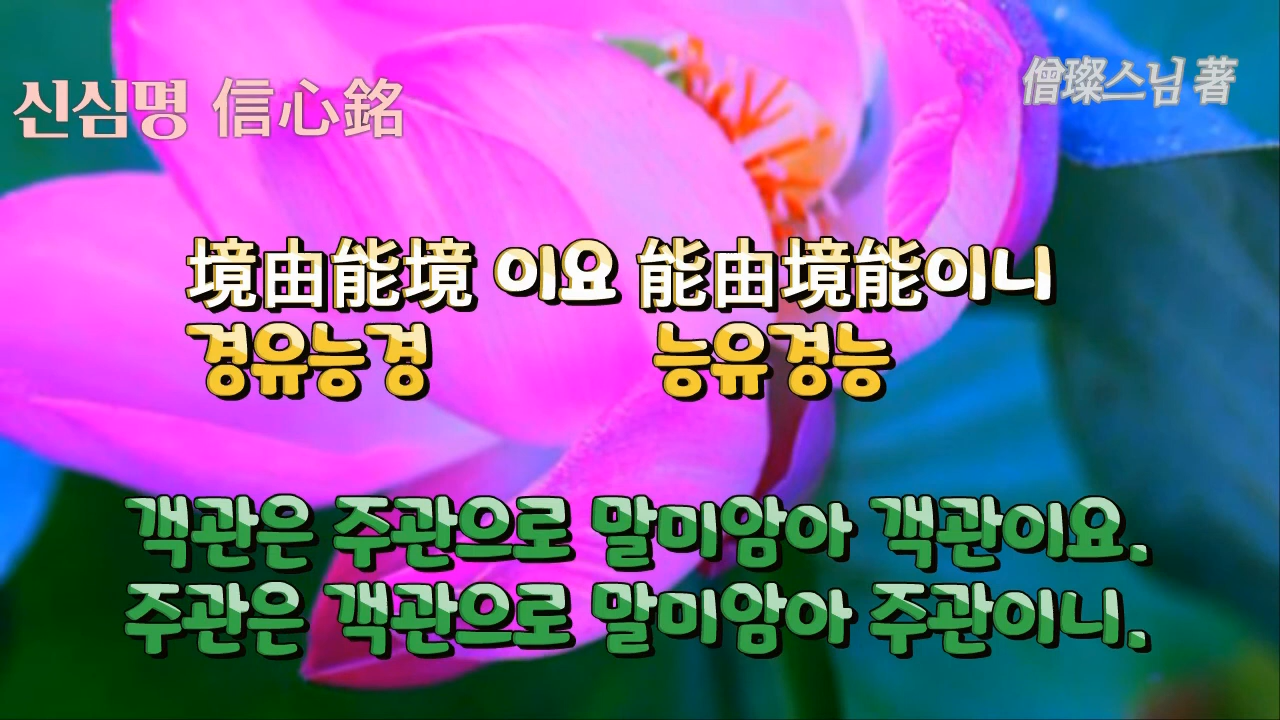 신심명 信心銘
僧璨스님 著
境由能境 이요 能由境能이니
경유능경 능유경능
객관은 주관으로 말미암아 객관이요.
주관은 객관으로 말미암아 주관이니.